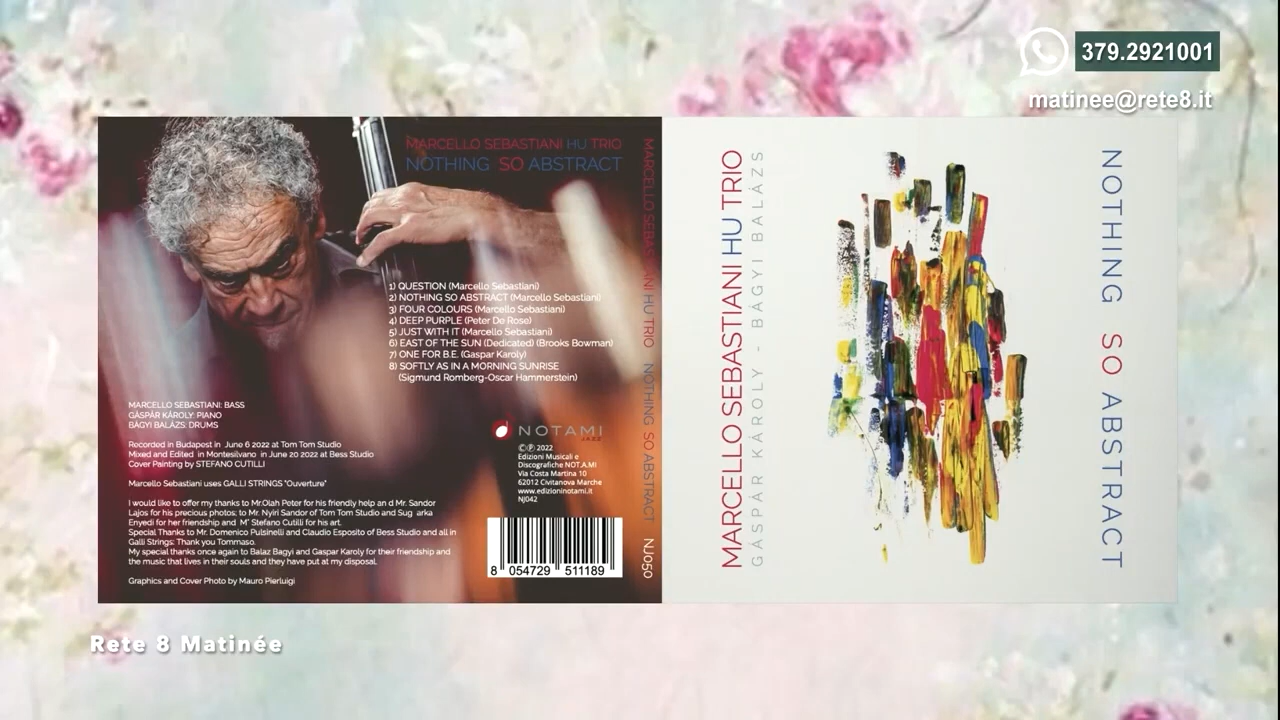 379.2921001
matinee@rete8.it
MARCELLO SEBASTIANI HU TRIO
NOTHING SO ABSTRACT
1) QUESTION (Marcello Sebastiani)
2) NOTHING SO ABSTRACT (Marcello Sebastiani)
3) FOUR COLOURS (Marcello Sebastiani)
4) DEEP PURPLE (Peter De Rose)
5) JUST WITH IT (Marcello Sebastiani)
6) EAST OF THE SUN (Dedicated) (Brooks Bowman)
7) ONE FOR B.E. (Gaspar Karoly)
8) SOFTLY AS IN A MORNING SUNRISE
(Sigmund Romberg-Oscar Hammerstein)
MARCELLO SEBASTIANI: BASS
GÁSPÁR KÁROLY: PIANO
BÁGYI BALÁZS: DRUMS
Recorded in Budapest in June 6 2022 at Tom Tom Studio
Mixed and Edited in Montesilvano in June 20 2022 at Bess Studio
Cover Painting by STEFANO CUTILLI
Marcello Sebastiani uses GALLI STRINGS "Ouverture"
I would like to offer my thanks to Mr.Olah Peter for his friendly help an d Mr. Sandor
Lajos for his precious photos; to Mr. Nyiri Sandor of Tom Tom Studio and Sug arka
Enyedi for her friendship and M° Stefano Cutilli for his art.
Special Thanks to Mr. Domenico Pulsinelli and Claudio Esposito of Bess Studio and all in
Galli Strings: Thank you Tommaso.
My special thanks once again to Balaz Bagyi and Gaspar Karoly for their friendship and
the music that lives in their souls and they have put at my disposal.
Graphics and Cover Photo by Mauro Pierluigi
NOTAMI
JAZZ
©℗ 2022
Edizioni Musicali e
Discografiche NOT.A.MI
Via Costa Martina 10
62012 Civitanova Marche
www.edizioninotami.it
NJ042
8 054729 511189
MARCELLO SEBASTIANI HU TRIO NOTHING SO ABSTRACT NJ050
MARCELLO SEBASTIANI HU TRIO
GÁSPÁR KÁROLY - BÁGYI BALÁZS
NOTHING SO ABSTRACT
Rete 8 Matinée